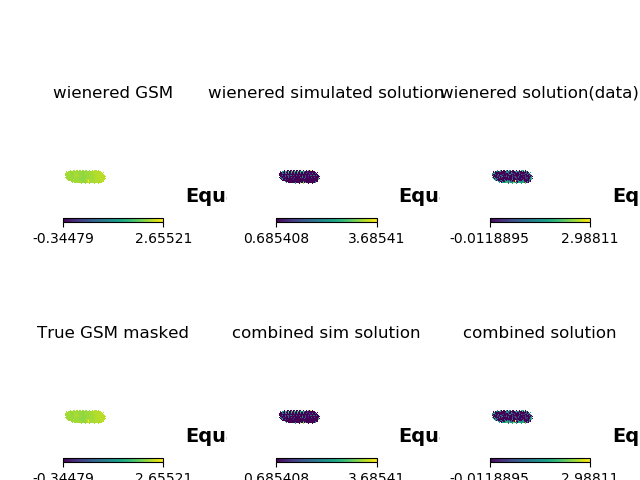 wienered GSM
wienered simulated solution
wienered solution(data)
Equ
Equ
Eq
-0.34479 2.65521
0.685408 3.68541
-0.0118895 2.98811
True GSM masked
combined sim solution
combined solution
Equ
Equ
Eq
-0.34479 2.65521
0.685408 3.68541
-0.0118895 2.98811